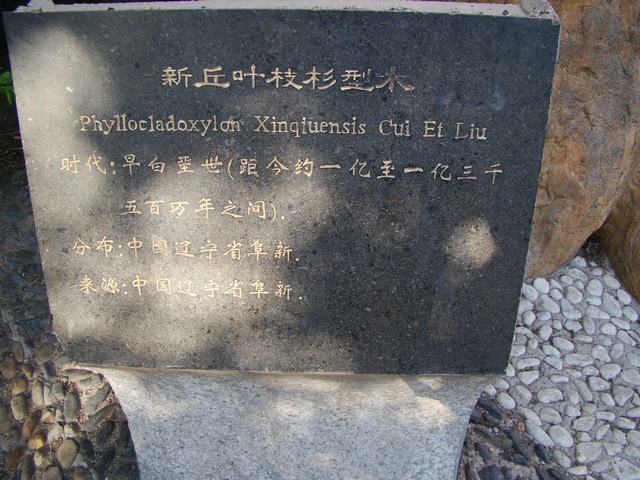 新丘叶枝杉型木
Phyllocladoxylon Xinqiuensis Cui Et Liu
时代:早白垩世(距今约一亿至一亿三千
五百万年之间).
分布:中国辽宁省阜新.
来源:中国辽宁省阜新.